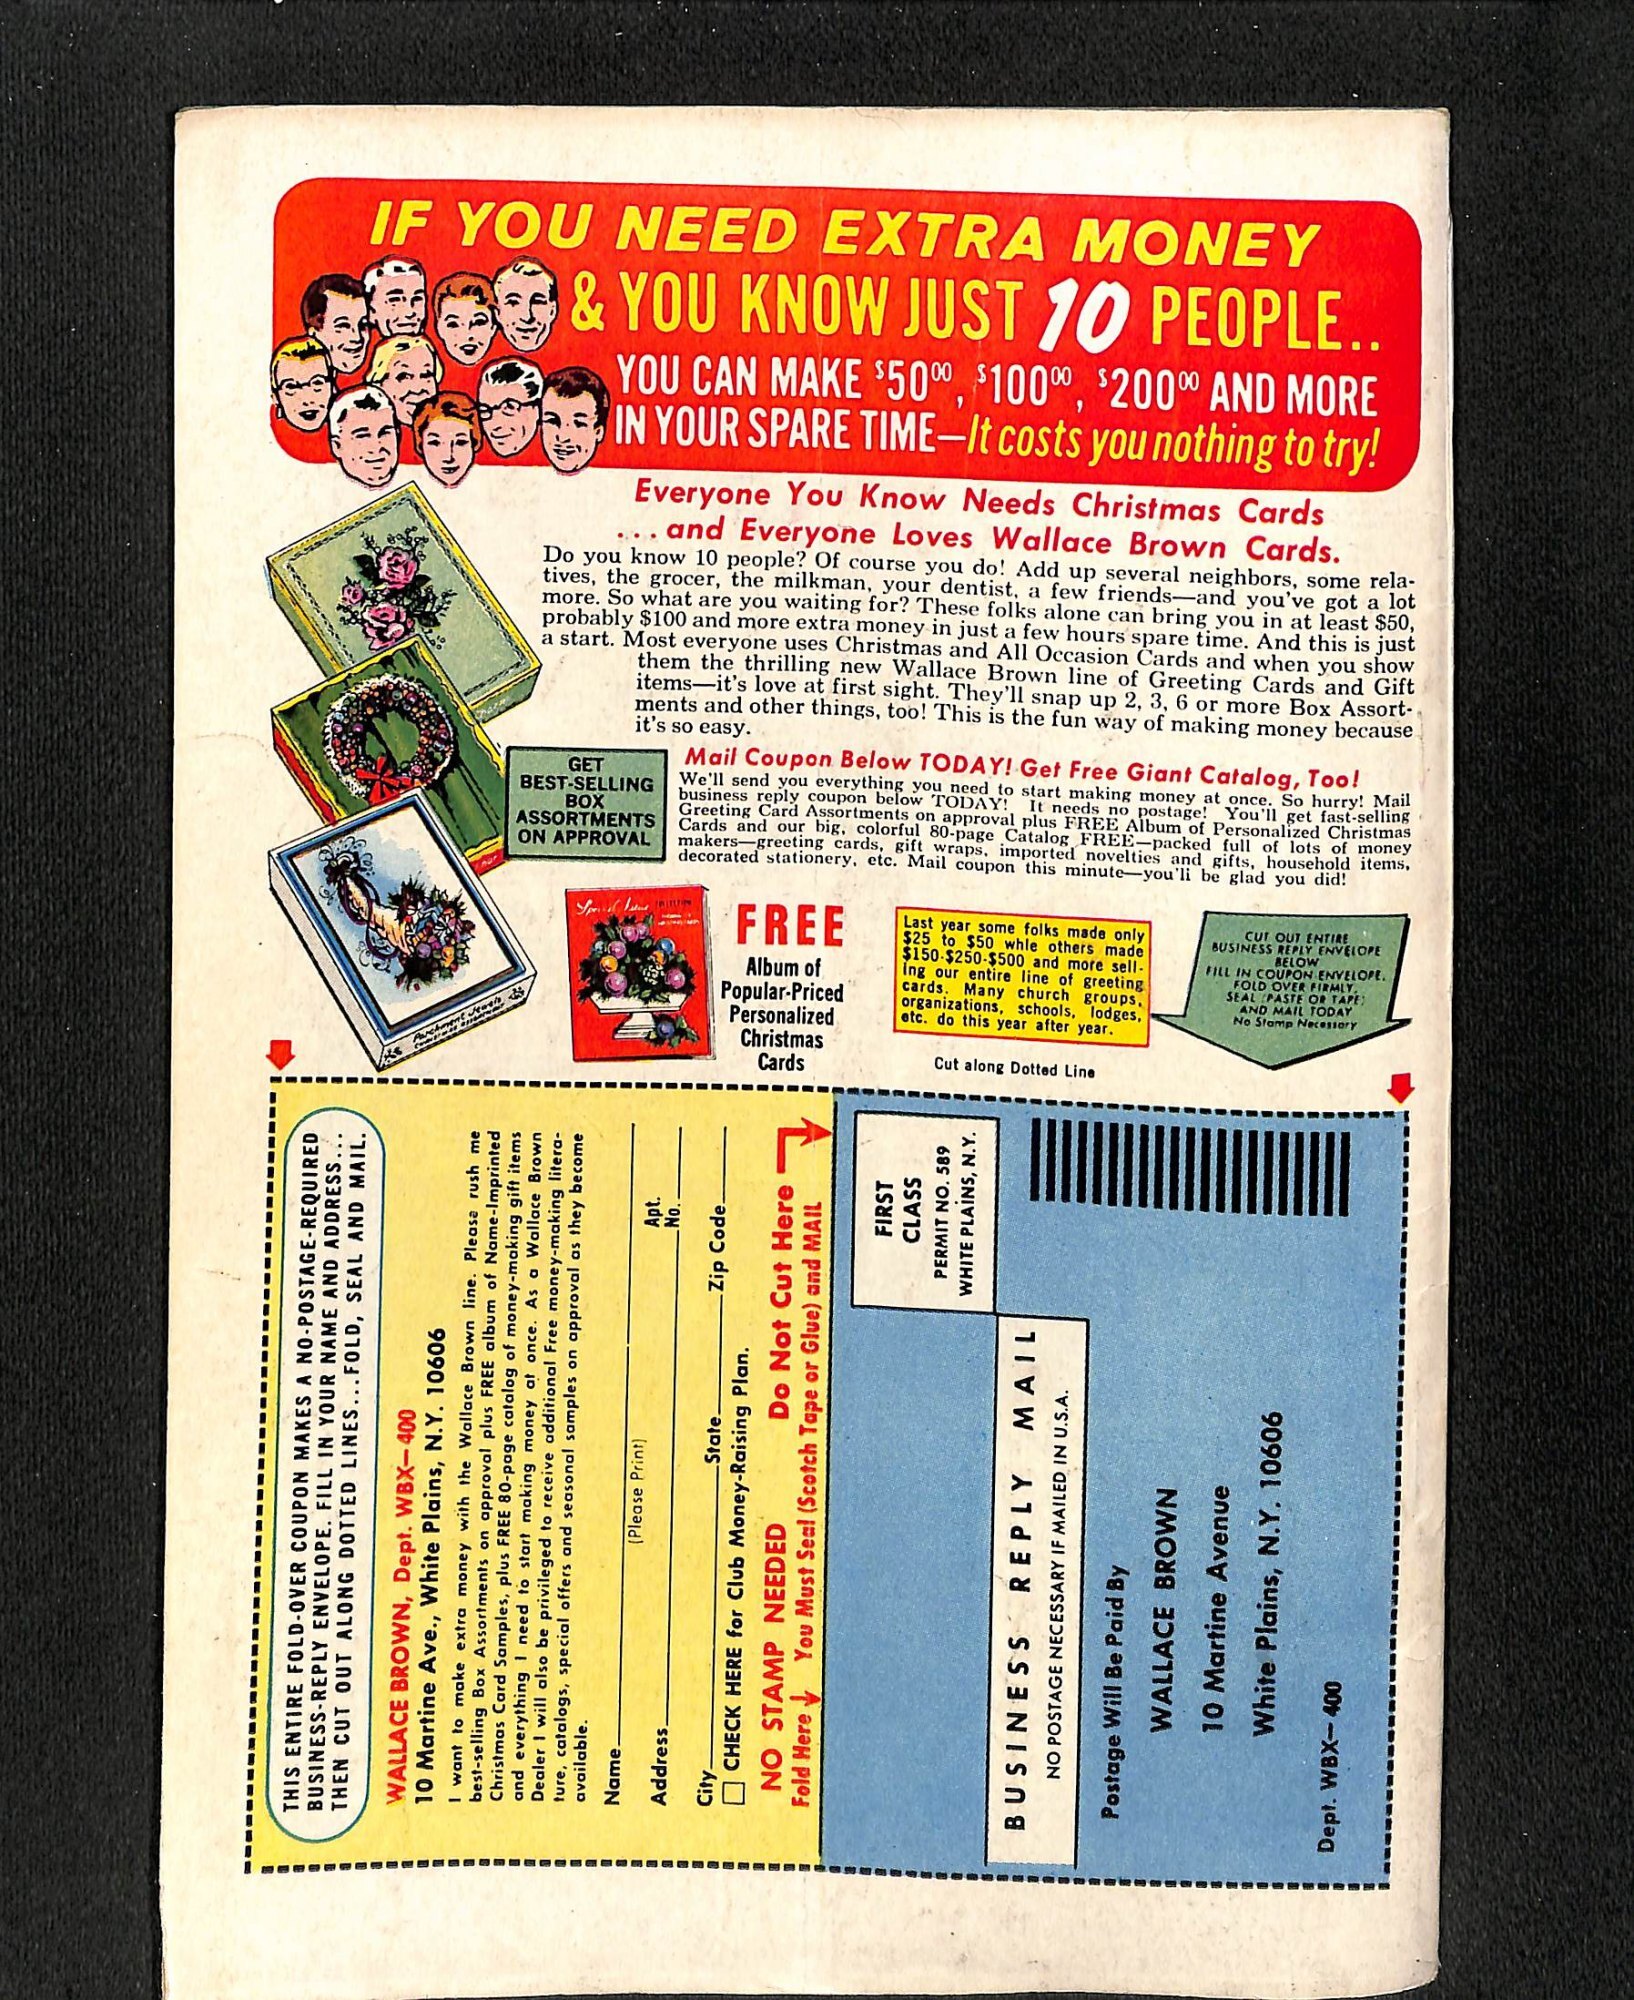 IF YOU NEED EXTRA MONEY
& YOU KNOW JUST 10 PEOPLE..
YOU CAN MAKE $50⁰⁰, $100⁰⁰, $200⁰⁰ AND MORE
IN YOUR SPARE TIME—It costs you nothing to try!
Everyone You Know Needs Christmas Cards
... and Everyone Loves Wallace Brown Cards.
Do you know 10 people? Of course you do! Add up several neighbors, some rela-
tives, the grocer, the milkman, your dentist, a few friends—and you've got a lot
more. So what are you waiting for? These folks alone can bring you in at least $50,
probably $100 and more extra money in just a few hours spare time. And this is just
a start. Most everyone uses Christmas and All Occasion Cards and when you show
them the thrilling new Wallace Brown line of Greeting Cards and Gift
items—it's love at first sight. They'll snap up 2, 3, 6 or more Box Assort-
ments and other things, too! This is the fun way of making money because
it's so easy.
GET
BEST-SELLING
BOX
ASSORTMENTS
ON APPROVAL
Mail Coupon Below TODAY! Get Free Giant Catalog, Too!
We'll send you everything you need to start making money at once. So hurry! Mail
business reply coupon below TODAY! It needs no postage! You'll get fast-selling
Greeting Card Assortments on approval plus FREE Album of Personalized Christmas
Cards and our big, colorful 80-page Catalog FREE—packed full of lots of money
makers—greeting cards, gift wraps, imported novelties and gifts, household items,
decorated stationery, etc. Mail coupon this minute—you'll be glad you did!
Parchment Jewels
FREE
Album of
Popular-Priced
Personalized
Christmas
Cards
Last year some folks made only
$25 to $50 whle others made
$150-$250-$500 and more sell-
ing our entire line of greeting
cards. Many church groups,
organizations, schools, lodges,
etc. do this year after year.
CUT OUT ENTIRE
BUSINESS REPLY ENVELOPE
BELOW
FILL IN COUPON ENVELOPE,
FOLD OVER FIRMLY,
SEAL (PASTE OR TAPE)
AND MAIL TODAY
No Stamp Necessary
Cut along Dotted Line
THIS ENTIRE FOLD-OVER COUPON MAKES A NO-POSTAGE-REQUIRED
BUSINESS-REPLY ENVELOPE. FILL IN YOUR NAME AND ADDRESS...
THEN CUT OUT ALONG DOTTED LINES...FOLD, SEAL AND MAIL.
WALLACE BROWN, Dept. WBX—400
10 Martine Ave., White Plains, N.Y. 10606
I want to make extra money with the Wallace Brown line. Please rush me
best-selling Box Assortments on approval plus FREE album of Name-Imprinted
Christmas Card Samples, plus FREE 80-page catalog of money-making gift items
and everything I need to start making money at once. As a Wallace Brown
Dealer I will also be privileged to receive additional Free money-making litera-
ture, catalogs, special offers and seasonal samples on approval as they become
available.
Name
(Please Print)
Address Apt. No.
City State Zip Code
CHECK HERE for Club Money-Raising Plan.
NO STAMP NEEDED Do Not Cut Here
Fold Here You Must Seal (Scotch Tape or Glue) and MAIL
FIRST
CLASS
PERMIT NO. 589
WHITE PLAINS, N.Y.
BUSINESS REPLY MAIL
NO POSTAGE NECESSARY IF MAILED IN U.S.A.
Postage Will Be Paid By
WALLACE BROWN
10 Martine Avenue
White Plains, N.Y. 10606
Dept. WBX—400